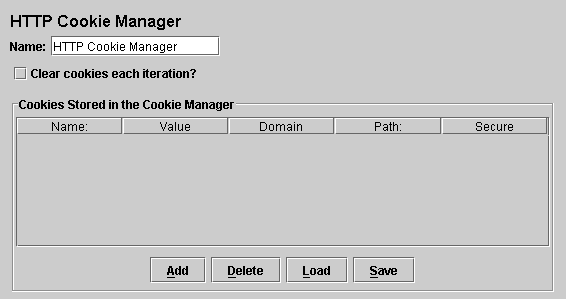 HTTP Cookie Manager
Name: HTTP Cookie Manager
Clear cookies each iteration?
Cookies Stored in the Cookie Manager
Name: Value Domain Path: Secure
Add Delete Load Save